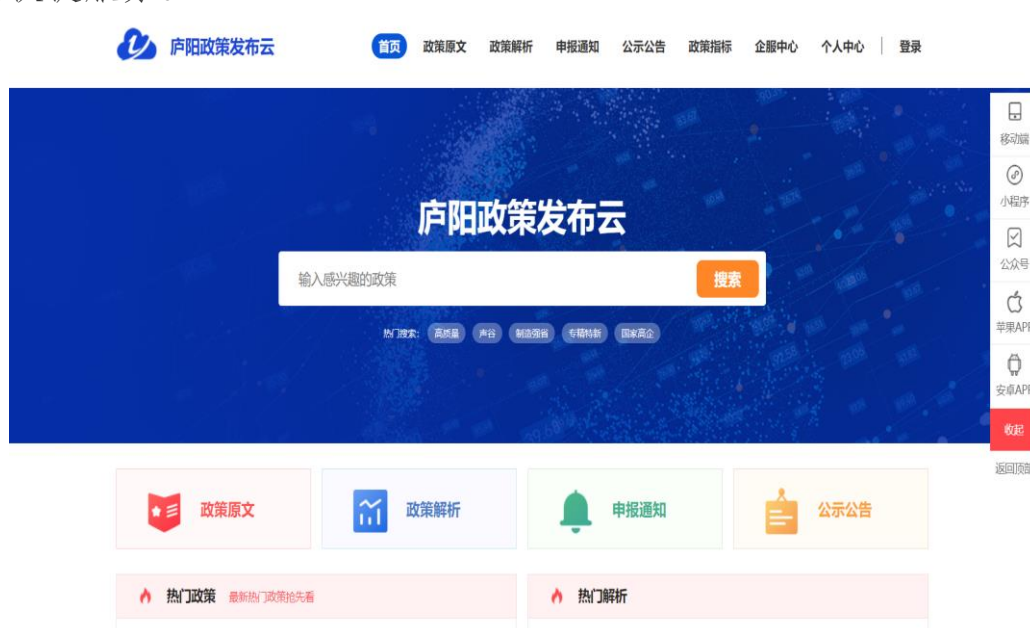 庐阳政策发布云
首页 政策原文 政策解析 申报通知 公示公告 政策指标 企服中心 个人中心 登录
移动端
小程序
公众号
苹果APP
安卓APP
收起
返回顶部
庐阳政策发布云
输入感兴趣的政策 搜索
热门搜索: 高质量 声谷 制造强省 专精特新 国家高企
政策原文 政策解析 申报通知 公示公告
热门政策 最新热门政策抢先看 热门解析